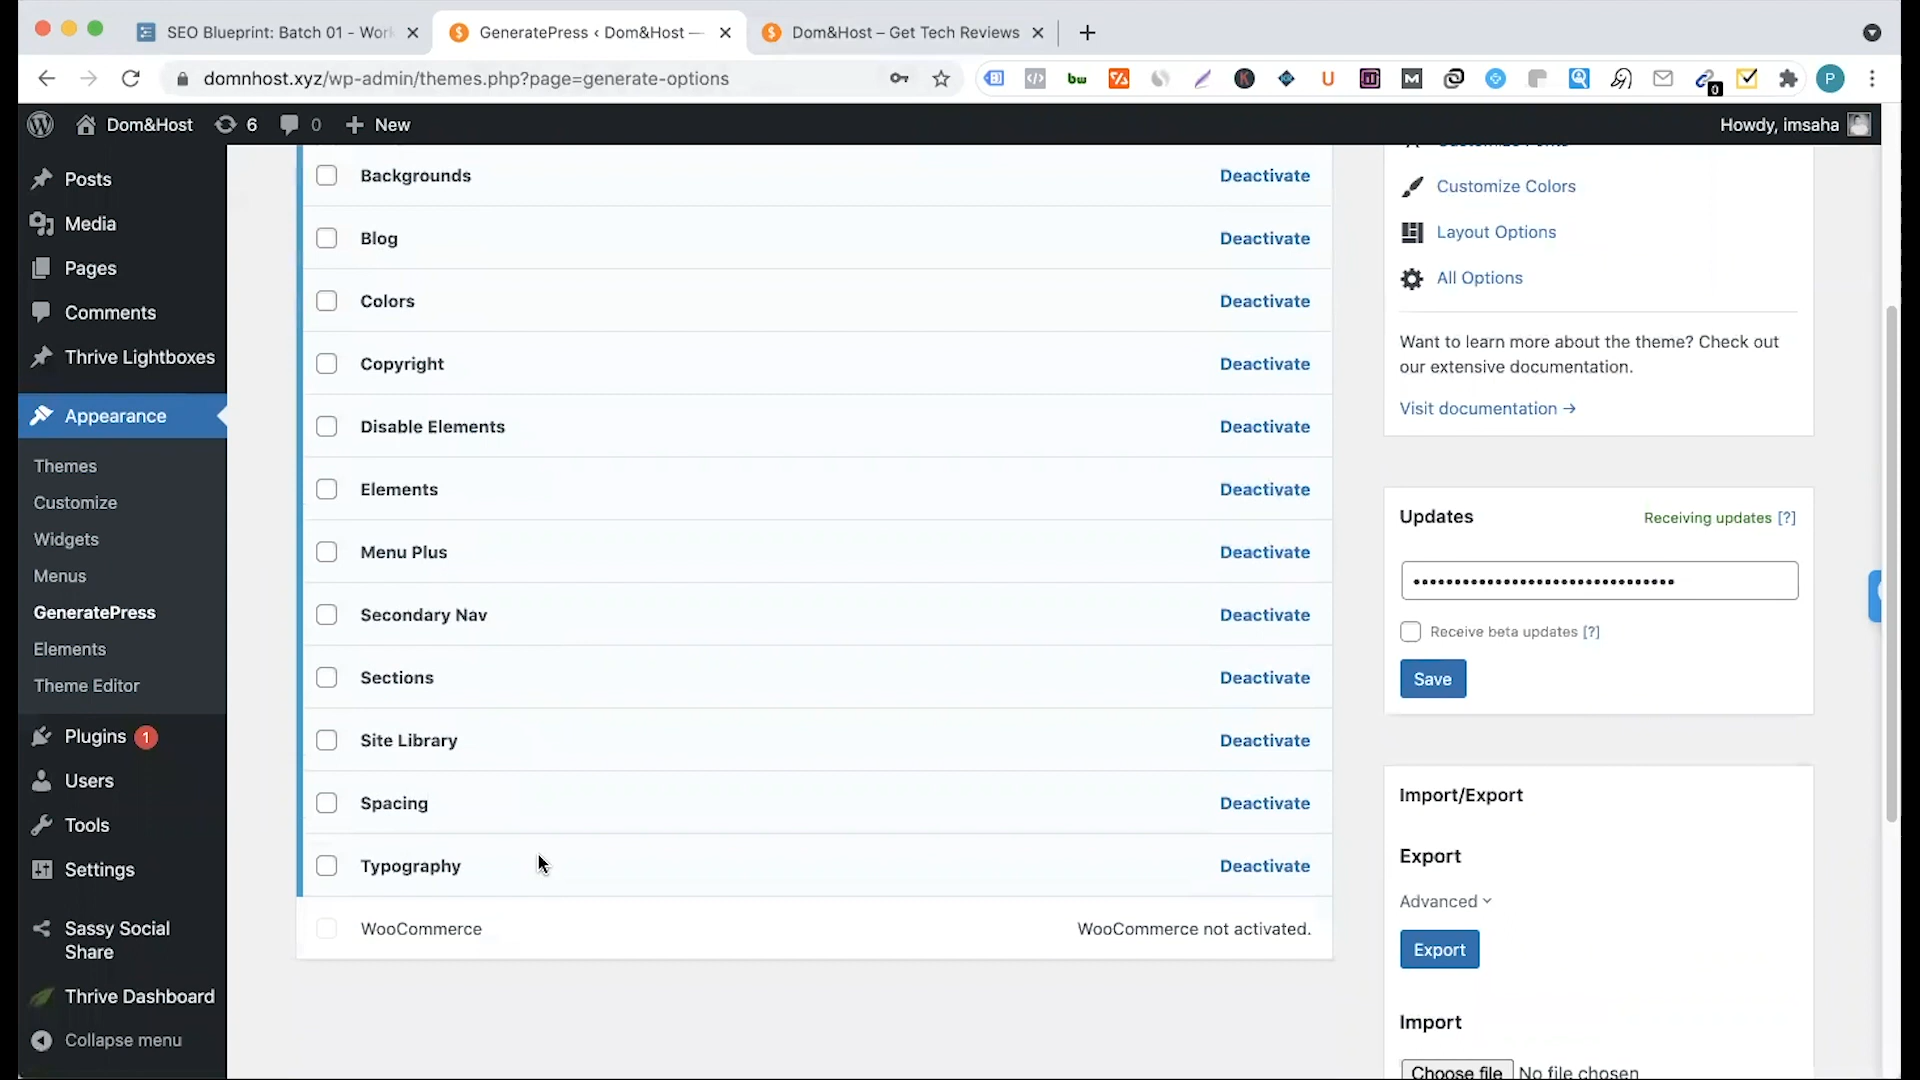 SEO Blueprint: Batch 01 - Work
GeneratePress ‹ Dom&Host —
Dom&Host – Get Tech Reviews
domnhost.xyz/wp-admin/themes.php?page=generate-options
bw
U
M
0
P
Dom&Host
6
0
New
Howdy, imsaha
Posts
Media
Pages
Comments
Thrive Lightboxes
Appearance
Themes
Customize
Widgets
Menus
GeneratePress
Elements
Theme Editor
Plugins 1
Users
Tools
Settings
Sassy Social
Share
Thrive Dashboard
Collapse menu
Backgrounds Deactivate
Blog Deactivate
Colors Deactivate
Copyright Deactivate
Disable Elements Deactivate
Elements Deactivate
Menu Plus Deactivate
Secondary Nav Deactivate
Sections Deactivate
Site Library Deactivate
Spacing Deactivate
Typography Deactivate
WooCommerce WooCommerce not activated.
Customize Colors
Layout Options
All Options
Want to learn more about the theme? Check out
our extensive documentation.
Visit documentation →
Updates Receiving updates [?]
Receive beta updates [?]
Save
Import/Export
Export
Advanced
Export
Import
Choose file No file chosen